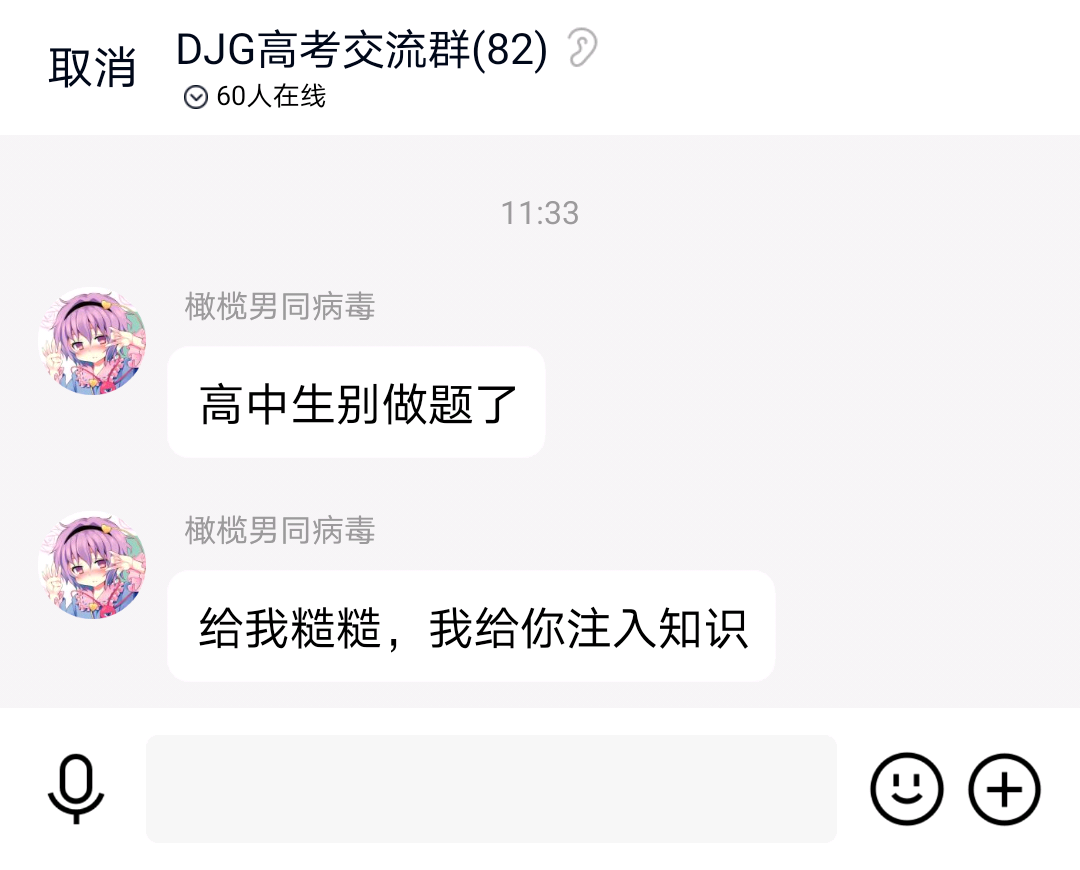 取消
DJG高考交流群(82)
60人在线
11:33
橄榄男同病毒
高中生别做题了
橄榄男同病毒
给我糙糙，我给你注入知识